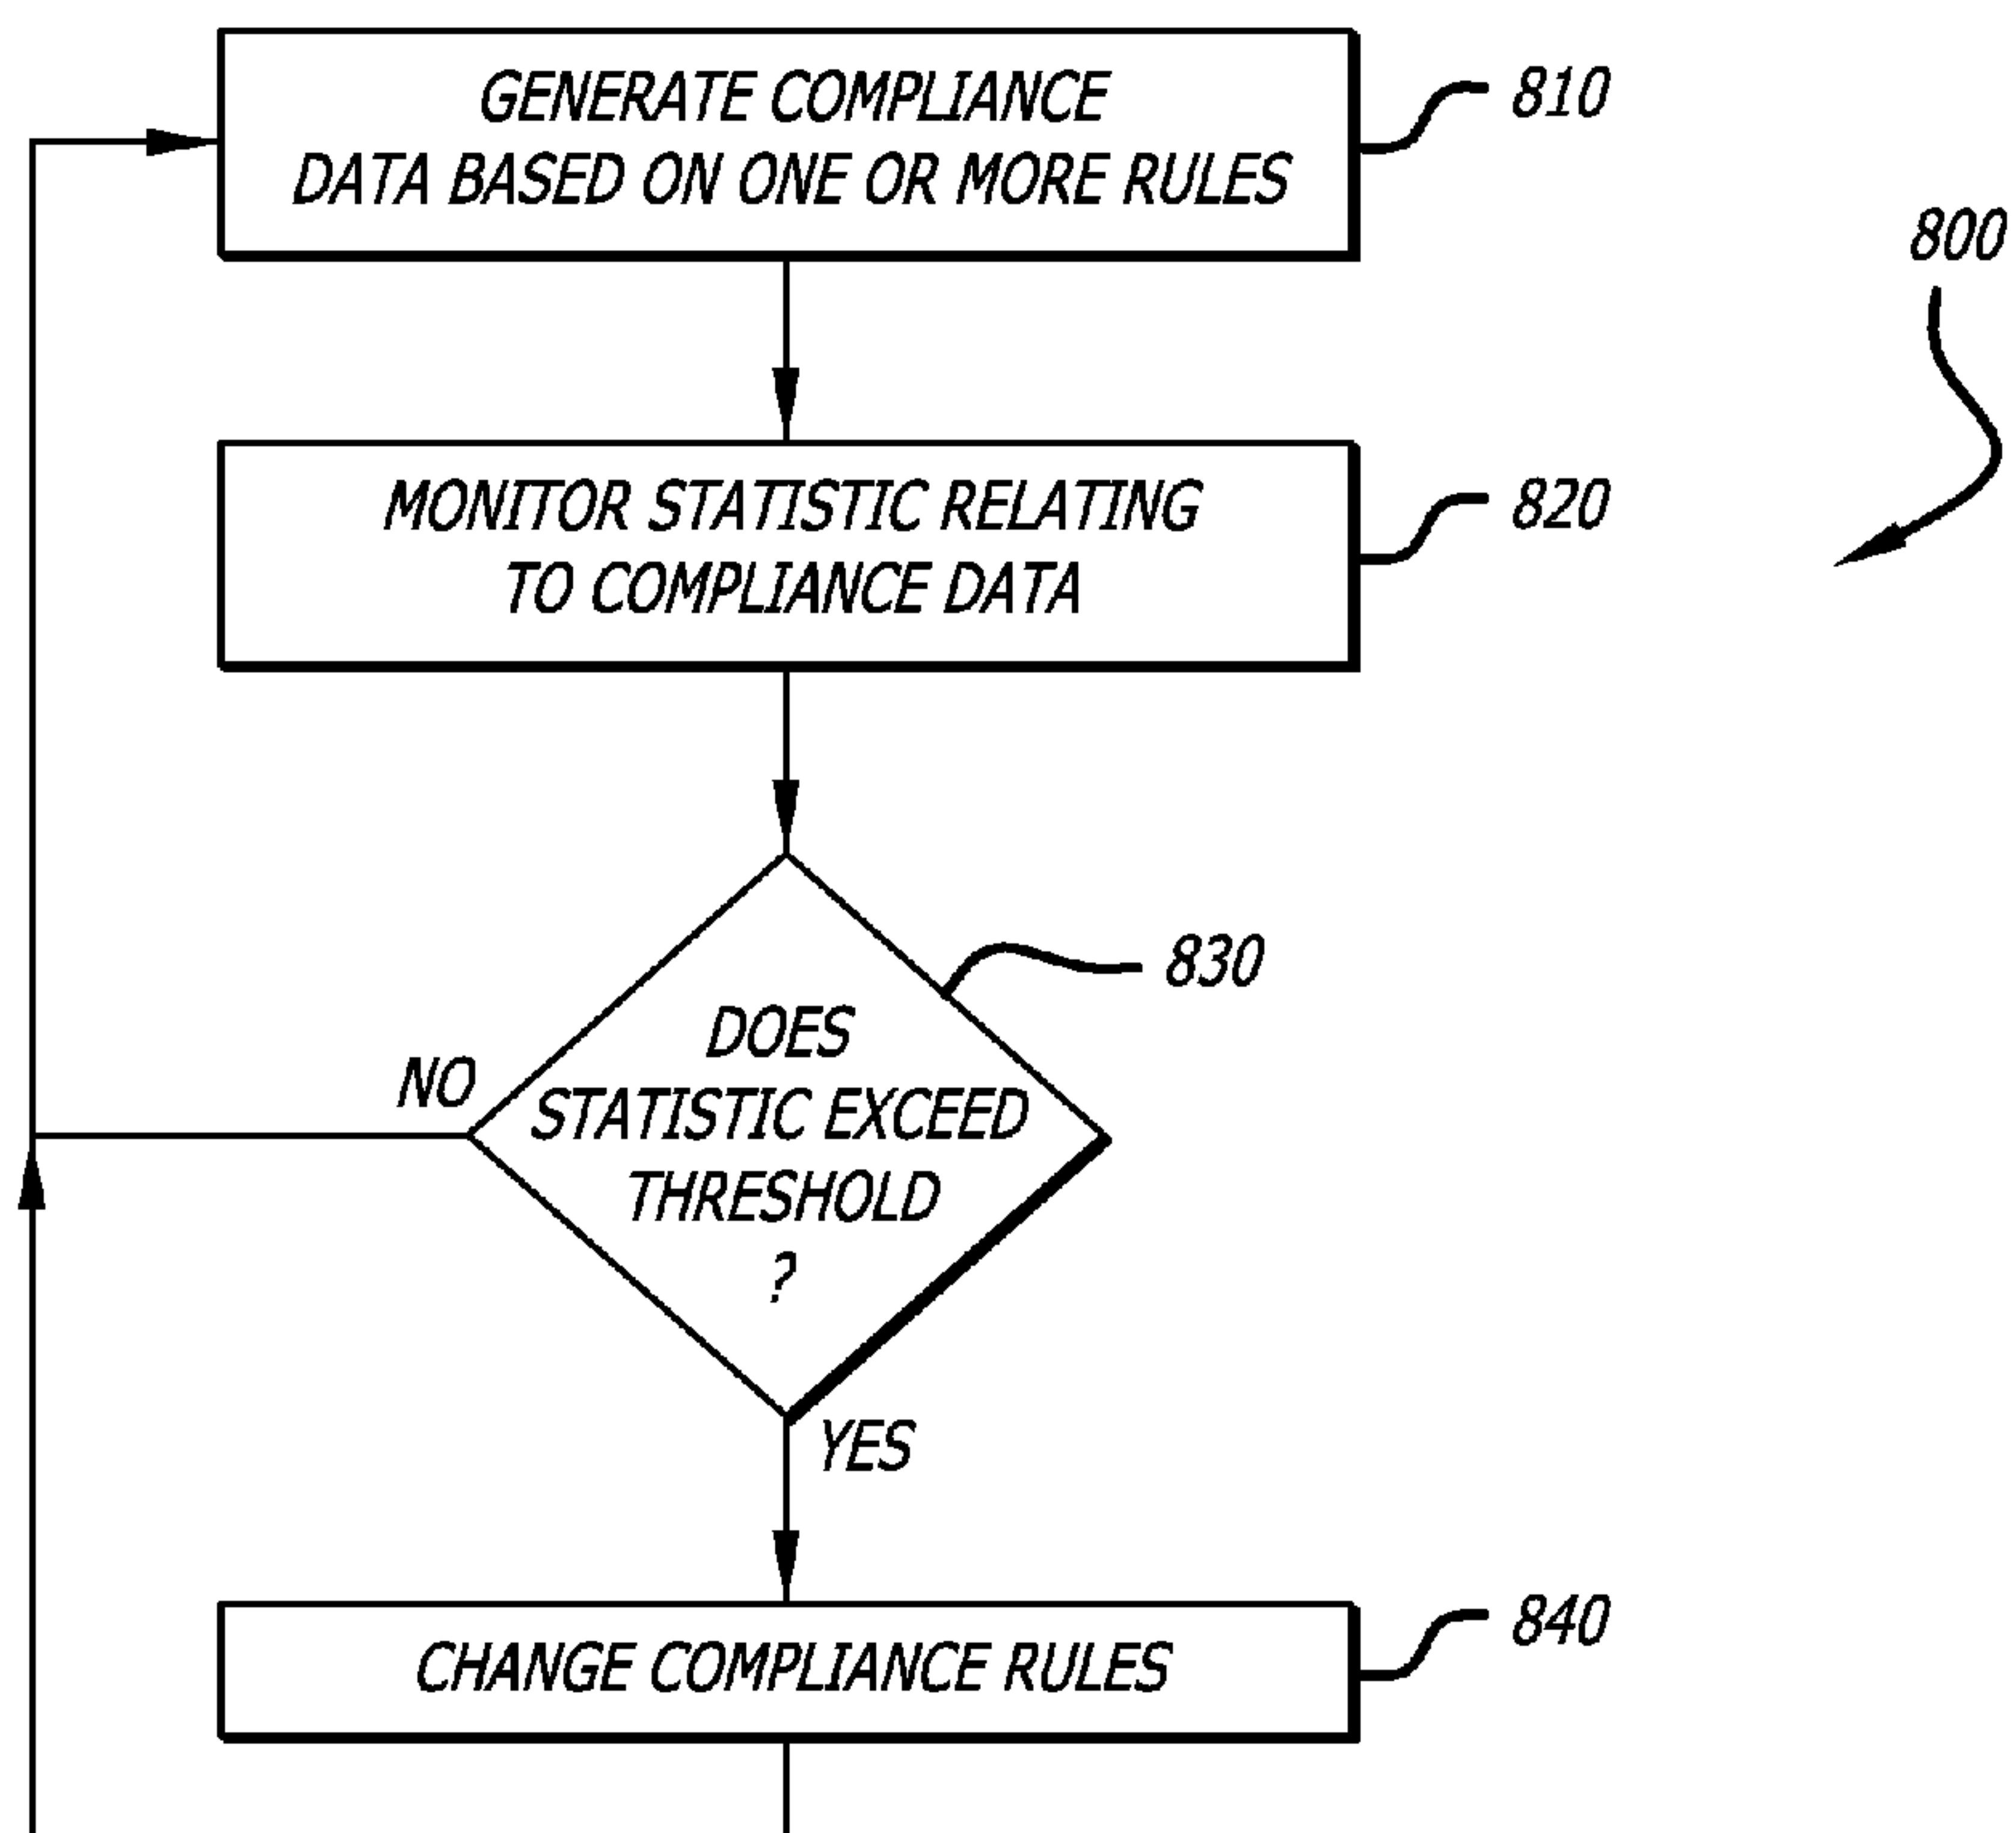 GENERATE COMPLIANCE
DATA BASED ON ONE OR MORE RULES
810
800
MONITOR STATISTIC RELATING
TO COMPLIANCE DATA
820
830
DOES
STATISTIC EXCEED
THRESHOLD
?
NO
YES
CHANGE COMPLIANCE RULES
840